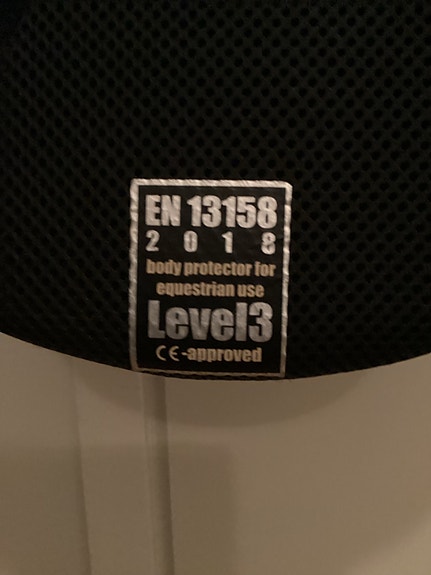 EN 13158
2018
body protector for
equestrian use
Level3
CE-approved